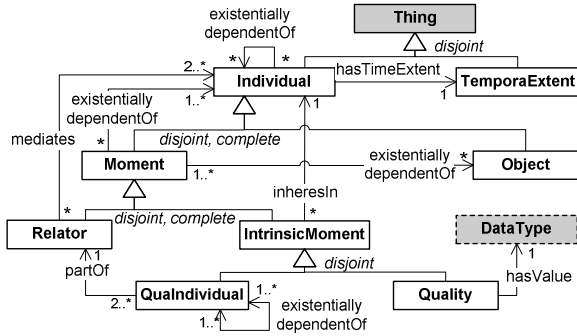 Thing
existentially
dependentOf
* *
disjoint
2..*
Individual
hasTimeExtent
1
TemporaExtent
existentially
dependentOf
1..*
1
mediates
*
disjoint, complete
Moment
1..*
existentially
dependentOf
*
Object
inheresIn
*
*
disjoint, complete
Relator
IntrinsicMoment
DataType
1
partOf
disjoint
1
hasValue
2..*
QuaIndividual
1..*
1..*
existentially
dependentOf
Quality